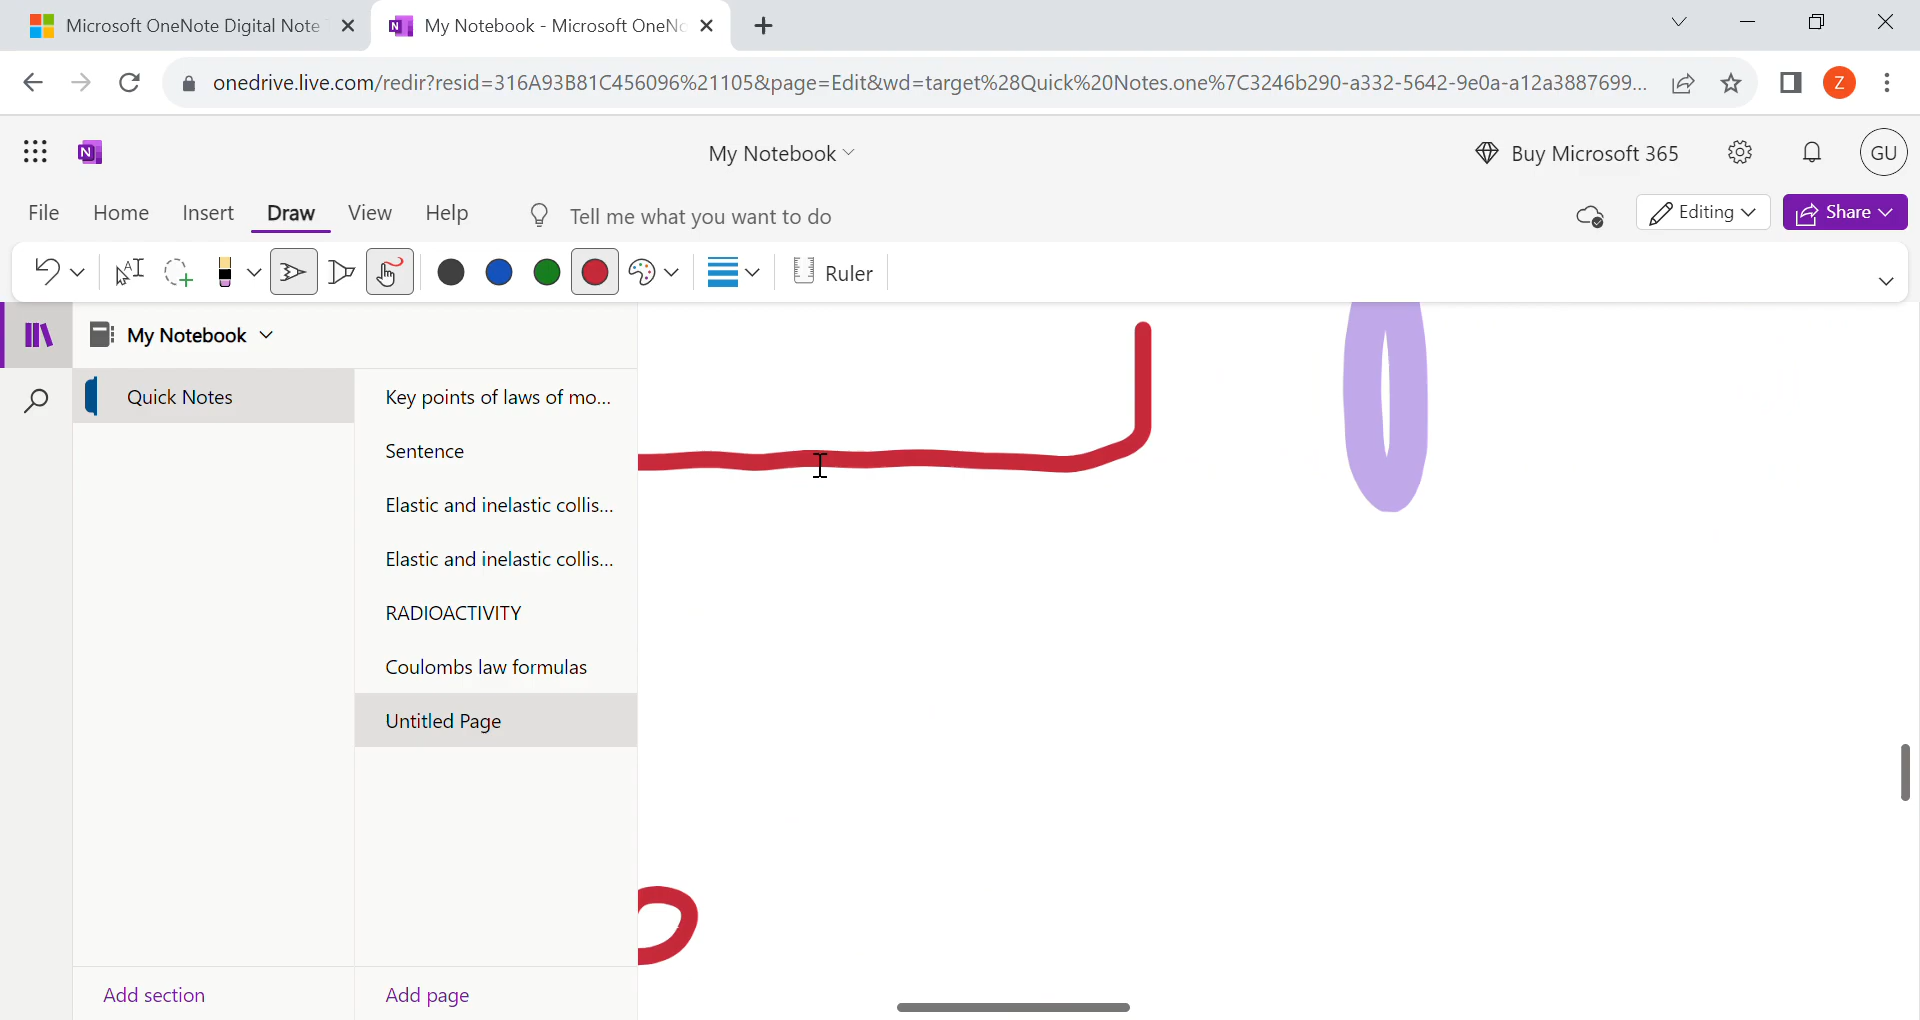 Microsoft OneNote Digital Note
My Notebook - Microsoft OneNo
onedrive.live.com/redir?resid=316A93B81C456096%21105&page=Edit&wd=target%28Quick%20Notes.one%7C3246b290-a332-5642-9e0a-a12a3887699...
Z
N
My Notebook
Buy Microsoft 365
GU
File Home Insert Draw View Help Tell me what you want to do
Editing
Share
Ruler
My Notebook
Quick Notes
Key points of laws of mo...
Sentence
Elastic and inelastic collis...
Elastic and inelastic collis...
RADIOACTIVITY
Coulombs law formulas
Untitled Page
Add section
Add page